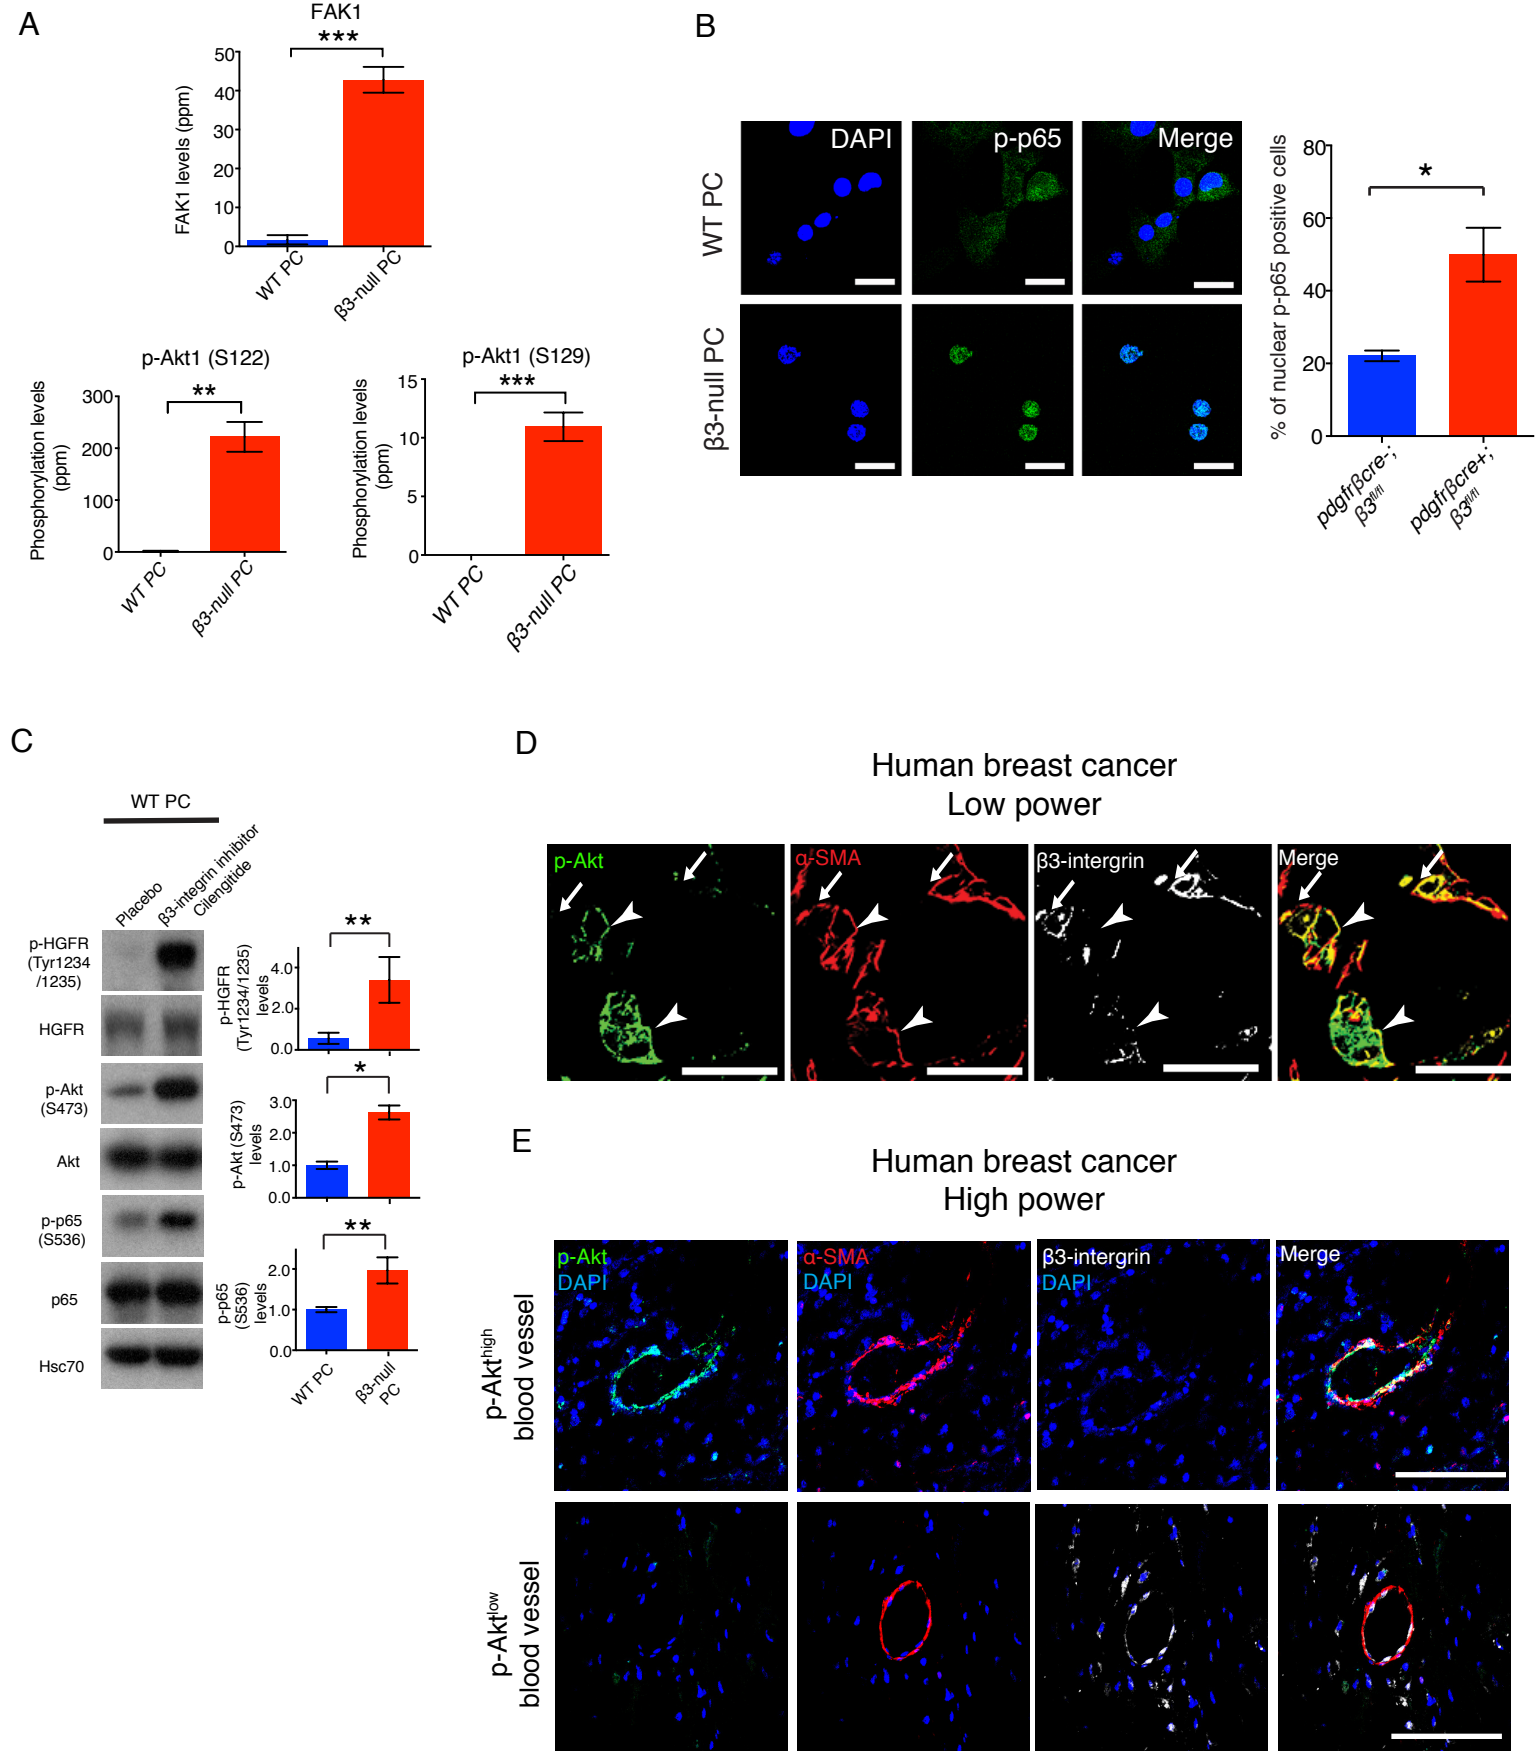 A
FAK1
***
FAK1 levels (ppm)
50
40
30
20
10
0
WT PC
β3-null PC
p-Akt1 (S122)
**
Phosphorylation levels
(ppm)
300
200
100
0
WT PC
β3-null PC
p-Akt1 (S129)
***
Phosphorylation levels
(ppm)
15
10
5
0
WT PC
β3-null PC
B
DAPI
p-p65
Merge
WT PC
β3-null PC
% of nuclear p-p65 positive cells
80
60
40
20
0
*
pdgfrβcre-;
β3fl/fl
pdgfrβcre+;
β3fl/fl
C
WT PC
Placebo
β3-integrin inhibitor
Cilengitide
p-HGFR
(Tyr1234
/1235)
HGFR
p-Akt
(S473)
Akt
p-p65
(S536)
p65
Hsc70
**
p-HGFR
(Tyr1234/1235)
levels
4.0
2.0
0.0
*
p-Akt (S473)
levels
3.0
2.0
1.0
0.0
**
p-p65
(S536)
levels
2.0
1.0
0.0
WT PC
β3-null
PC
D
Human breast cancer
Low power
p-Akt
α-SMA
β3-intergrin
Merge
E
Human breast cancer
High power
p-Akt
DAPI
α-SMA
DAPI
β3-intergrin
DAPI
Merge
p-Akthigh
blood vessel
p-Aktlow
blood vessel